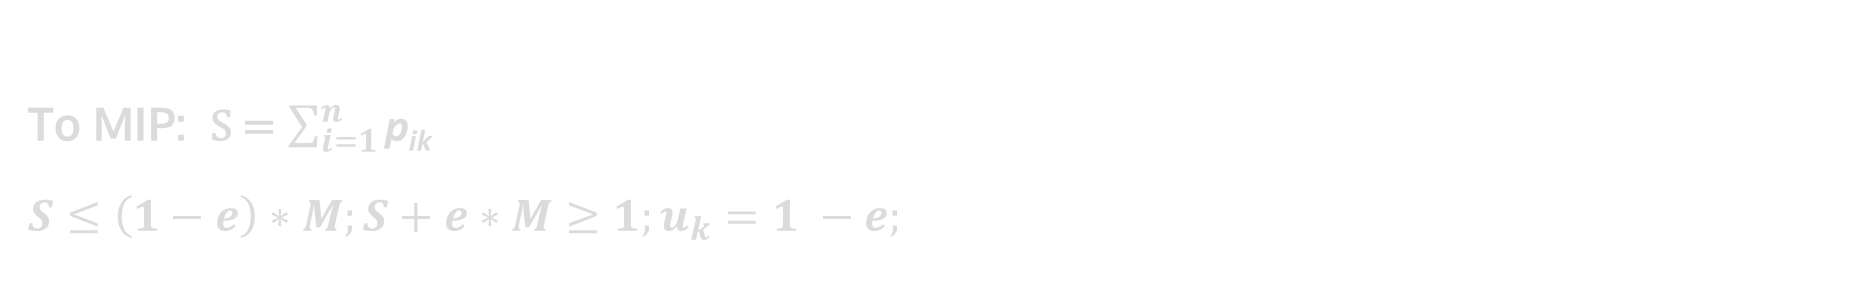 To MIP: S = ∑ⁿᵢ₌₁ pᵢₖ
S ≤ (1 − e) * M; S + e * M ≥ 1; uₖ = 1 − e;